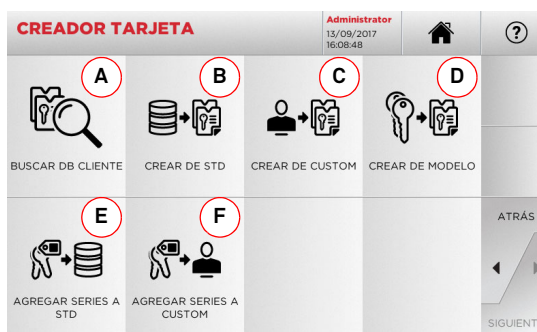 CREADOR TARJETA
Administrator
13/09/2017
16:08:48
?
A
B
C
D
BUSCAR DB CLIENTE
CREAR DE STD
CREAR DE CUSTOM
CREAR DE MODELO
E
F
ATRÁS
AGREGAR SERIES A
STD
AGREGAR SERIES A
CUSTOM
SIGUIENT